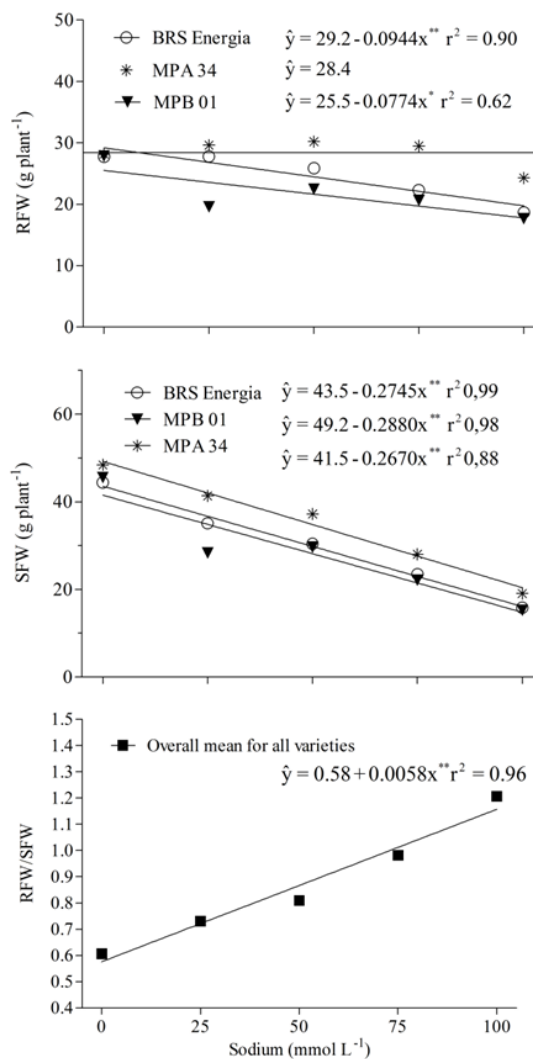 50
BRS Energia ŷ = 29.2 - 0.0944x** r² = 0.90
MPA 34 ŷ = 28.4
40
MPB 01 ŷ = 25.5 - 0.0774x* r² = 0.62
30
20
10
0
RFW (g plant⁻¹)
BRS Energia ŷ = 43.5 - 0.2745x** r² 0,99
60
MPB 01 ŷ = 49.2 - 0.2880x** r² 0,98
MPA 34 ŷ = 41.5 - 0.2670x** r² 0,88
40
20
0
SFW (g plant⁻¹)
1.5
1.4
Overall mean for all varieties
1.3
ŷ = 0.58 + 0.0058x** r² = 0.96
1.2
1.1
1.0
0.9
0.8
0.7
0.6
0.5
0.4
RFW/SFW
0 25 50 75 100
Sodium (mmol L⁻¹)